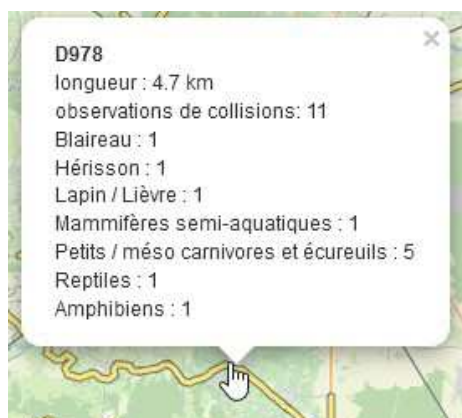 D978
longueur : 4.7 km
observations de collisions: 11
Blaireau : 1
Hérisson : 1
Lapin / Lièvre : 1
Mammifères semi-aquatiques : 1
Petits / méso carnivores et écureuils : 5
Reptiles : 1
Amphibiens : 1